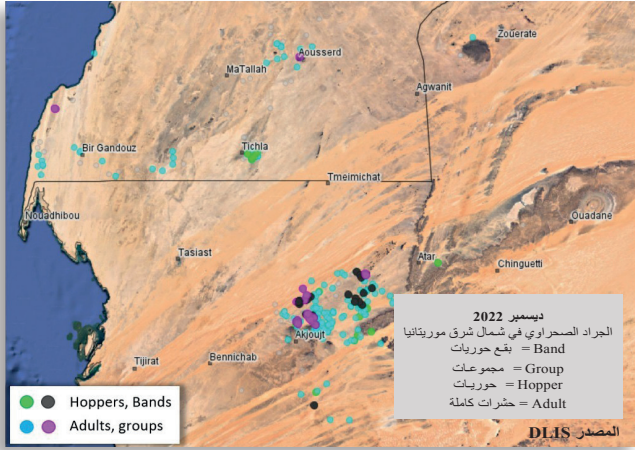 Zouerate
Aousserd
MaTallah
Agwanit
Bir Gandouz
Tichla
Tmeimichat
Nouadhibou
Ouadane
Tasiast
Atar
Chinguetti
Akjoujt
Tijirat
Bennichab
ديسمبر 2022
الجراد الصحراوي في شمال شرق موريتانيا
Band = بقع حوريات
Group = مجموعات
Hopper = حوريات
Adult = حشرات كاملة
Hoppers, Bands
Adults, groups
المصدر DLIS